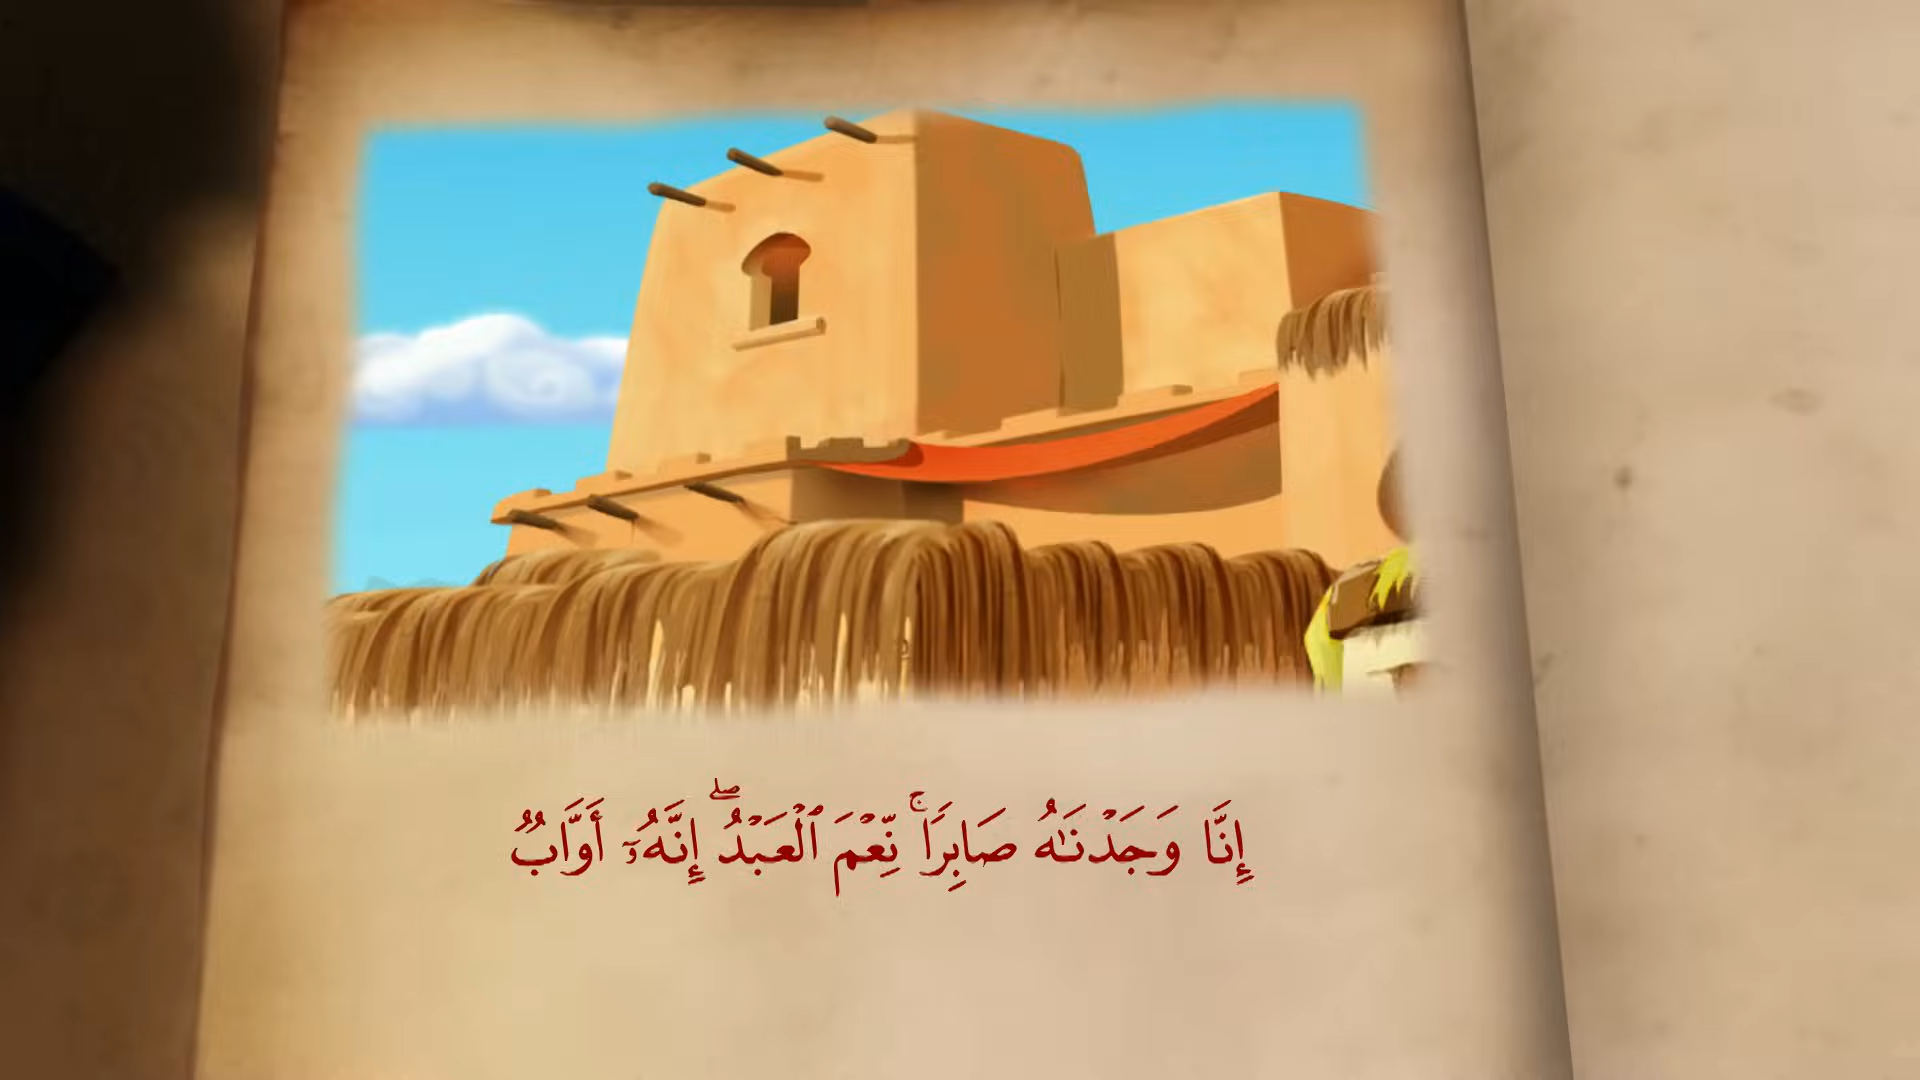 إِنَّا وَجَدْنَـٰهُ صَابِرًا ۚ نِّعْمَ ٱلْعَبْدُ ۖ إِنَّهُۥٓ أَوَّابٌ